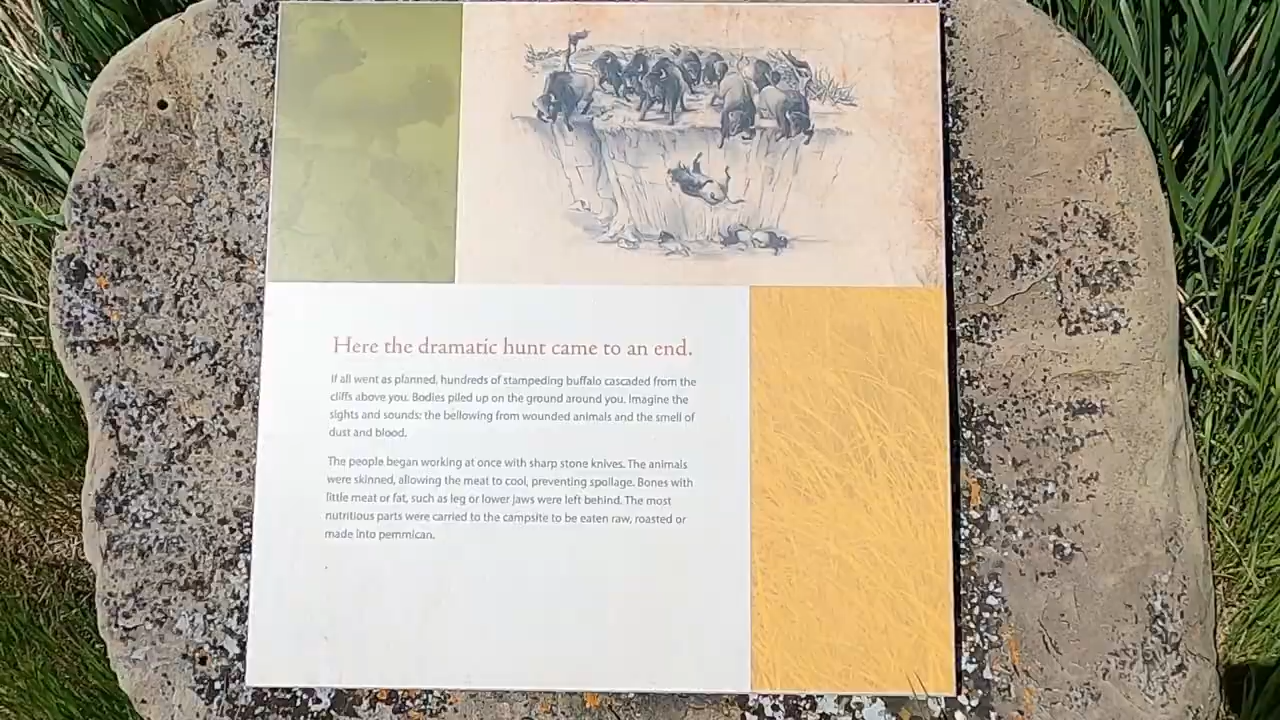 Here the dramatic hunt came to an end.
If all went as planned, hundreds of stampeding buffalo cascaded from the
cliffs above you. Bodies piled up on the ground around you. Imagine the
sights and sounds: the bellowing from wounded animals and the smell of
dust and blood.
The people began working at once with sharp stone knives. The animals
were skinned, allowing the meat to cool, preventing spoilage. Bones with
little meat or fat, such as leg or lower jaws were left behind. The most
nutritious parts were carried to the campsite to be eaten raw, roasted or
made into pemmican.